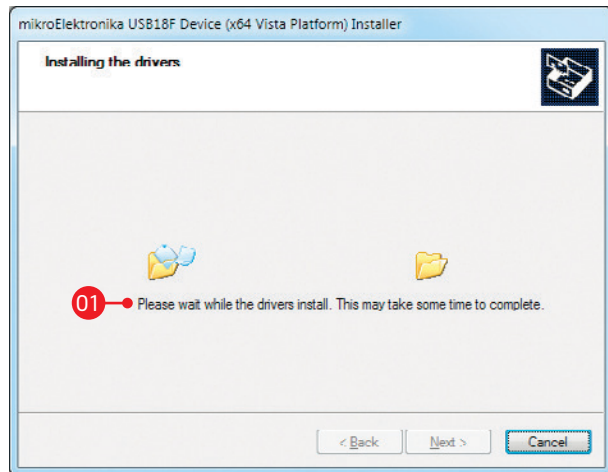 mikroElektronika USB18F Device (x64 Vista Platform) Installer
Installing the drivers
01 Please wait while the drivers install. This may take some time to complete.
< Back Next > Cancel